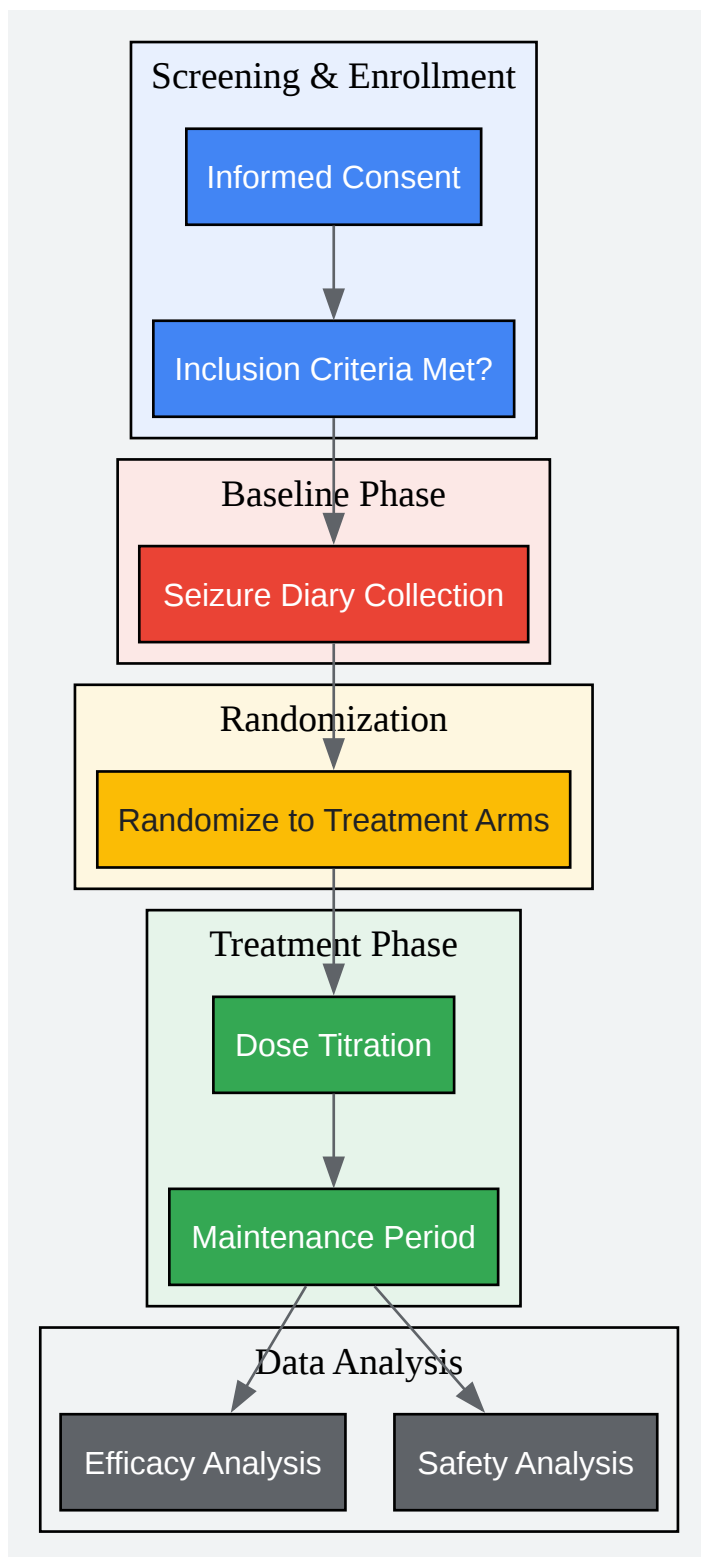 Screening & Enrollment
Informed Consent
Inclusion Criteria Met?
Baseline Phase
Seizure Diary Collection
Randomization
Randomize to Treatment Arms
Treatment Phase
Dose Titration
Maintenance Period
Data Analysis
Efficacy Analysis
Safety Analysis